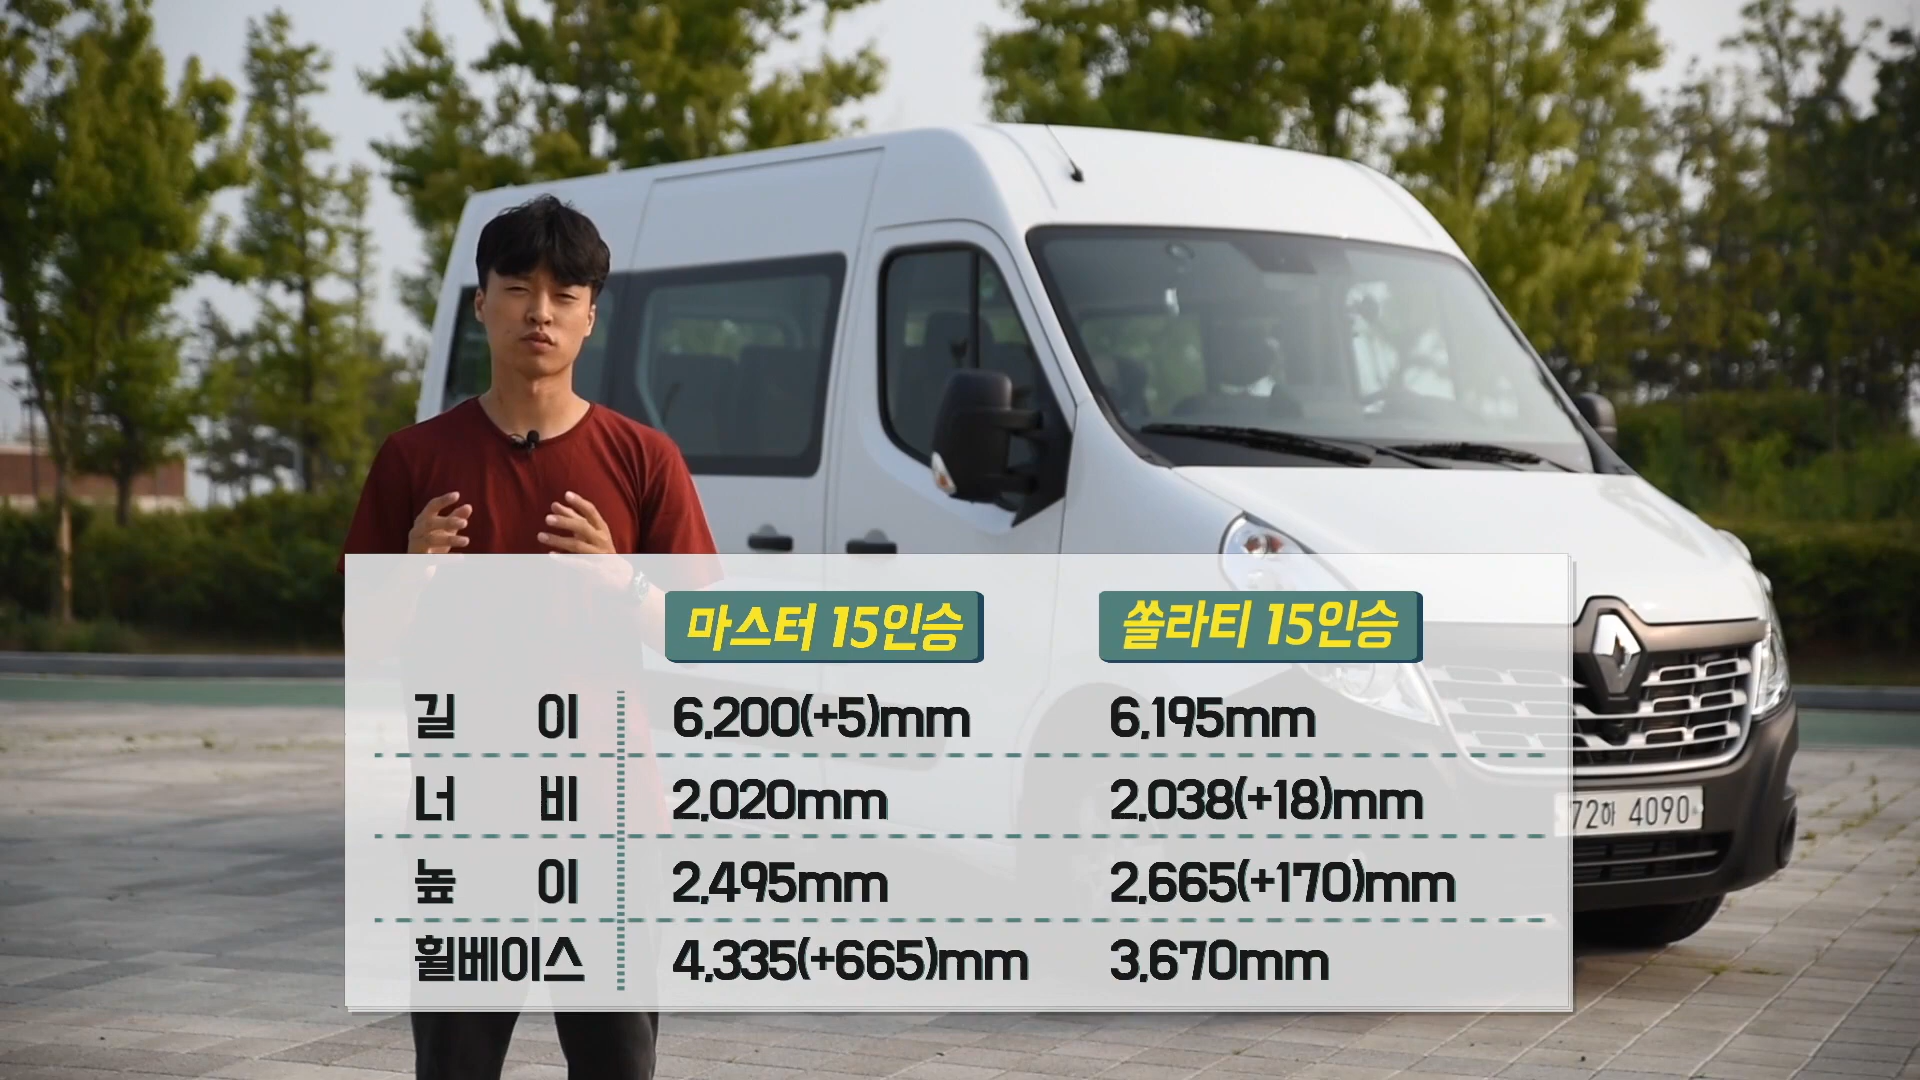 마스터 15인승 쏠라티 15인승
길 이 6,200(+5)mm 6,195mm
너 비 2,020mm 2,038(+18)mm
72하 4090
높 이 2,495mm 2,665(+170)mm
휠베이스 4,335(+665)mm 3,670mm